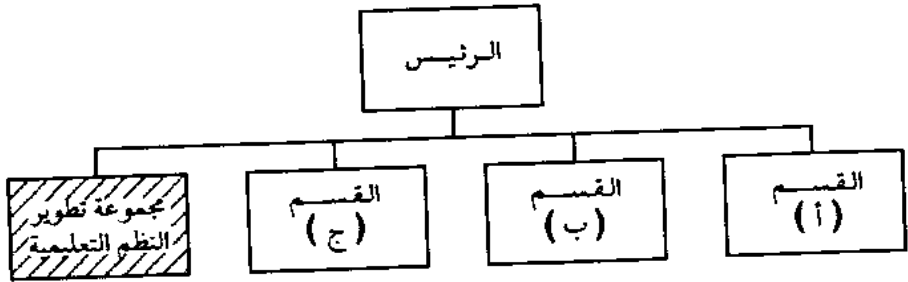 الرئيس
القسم
(أ)
القسم
(ب)
القسم
(ج)
مجموعة تطوير
النظم التعليمية